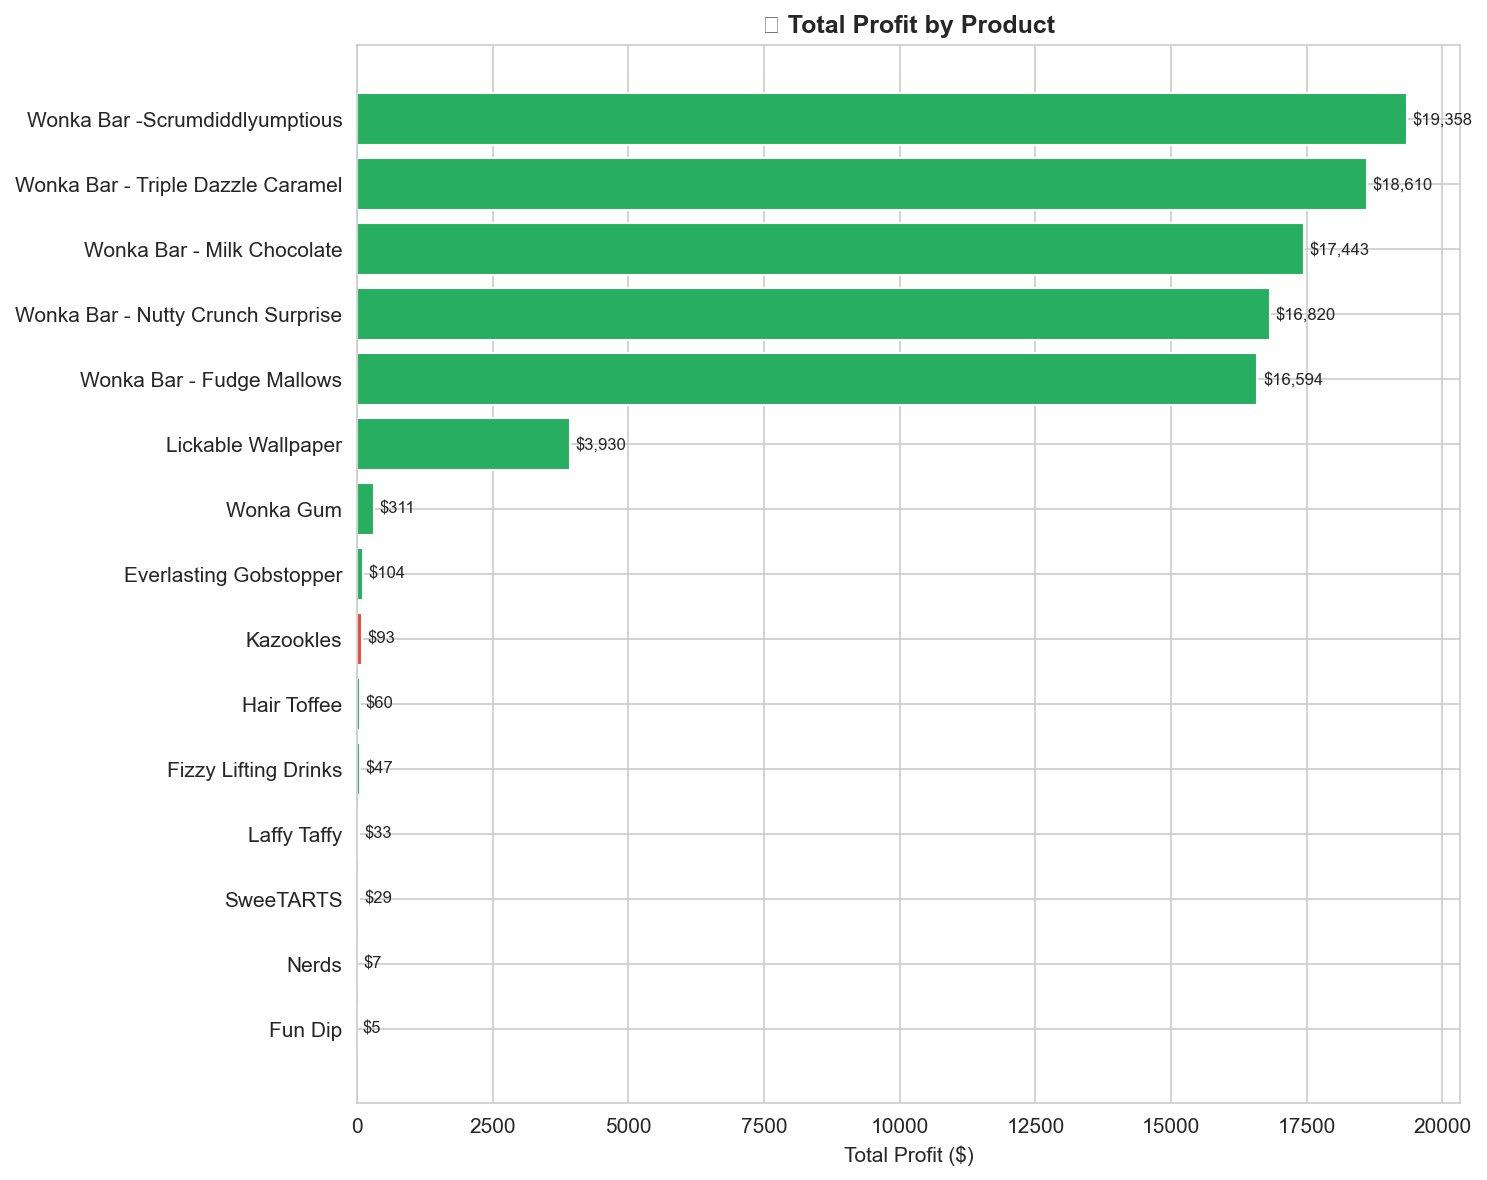 Total Profit by Product
Wonka Bar -Scrumdiddlyumptious $19,358
Wonka Bar - Triple Dazzle Caramel $18,610
Wonka Bar - Milk Chocolate $17,443
Wonka Bar - Nutty Crunch Surprise $16,820
Wonka Bar - Fudge Mallows $16,594
Lickable Wallpaper $3,930
Wonka Gum $311
Everlasting Gobstopper $104
Kazookles $93
Hair Toffee $60
Fizzy Lifting Drinks $47
Laffy Taffy $33
SweeTARTS $29
Nerds $7
Fun Dip $5
0 2500 5000 7500 10000 12500 15000 17500 20000
Total Profit ($)